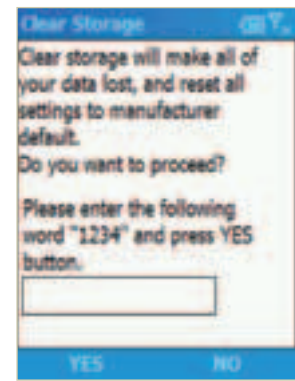 Clear Storage
Clear storage will make all of
your data lost, and reset all
settings to manufacturer
default.
Do you want to proceed?
Please enter the following
word "1234" and press YES
button.
YES NO